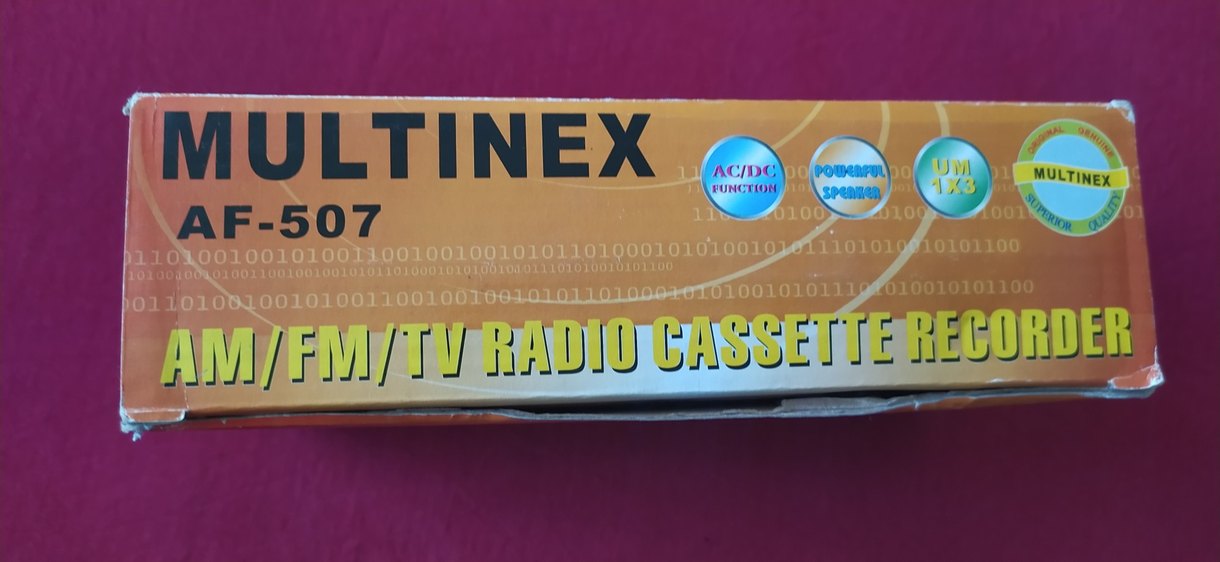 MULTINEX
AF-507
AC/DC
FUNCTION
POWERFUL
SPEAKER
UM
1X3
ORIGINAL GENUINE
MULTINEX
SUPERIOR QUALITY
AM/FM/TV RADIO CASSETTE RECORDER